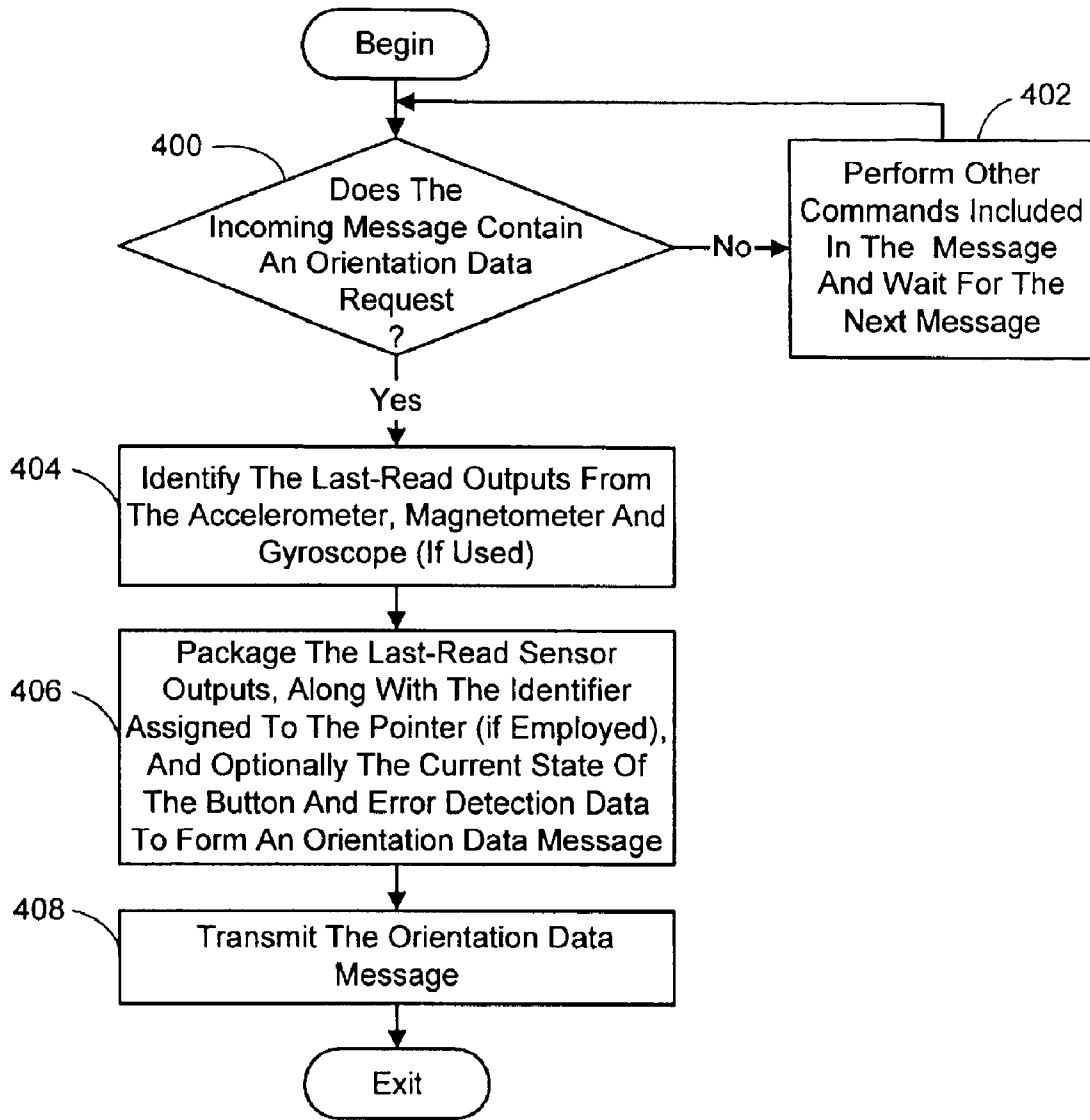 Begin
402
400
Does The
Incoming Message Contain
An Orientation Data
Request
?
No
Perform Other
Commands Included
In The Message
And Wait For The
Next Message
Yes
404
Identify The Last-Read Outputs From
The Accelerometer, Magnetometer And
Gyroscope (If Used)
406
Package The Last-Read Sensor
Outputs, Along With The Identifier
Assigned To The Pointer (if Employed),
And Optionally The Current State Of
The Button And Error Detection Data
To Form An Orientation Data Message
408
Transmit The Orientation Data
Message
Exit